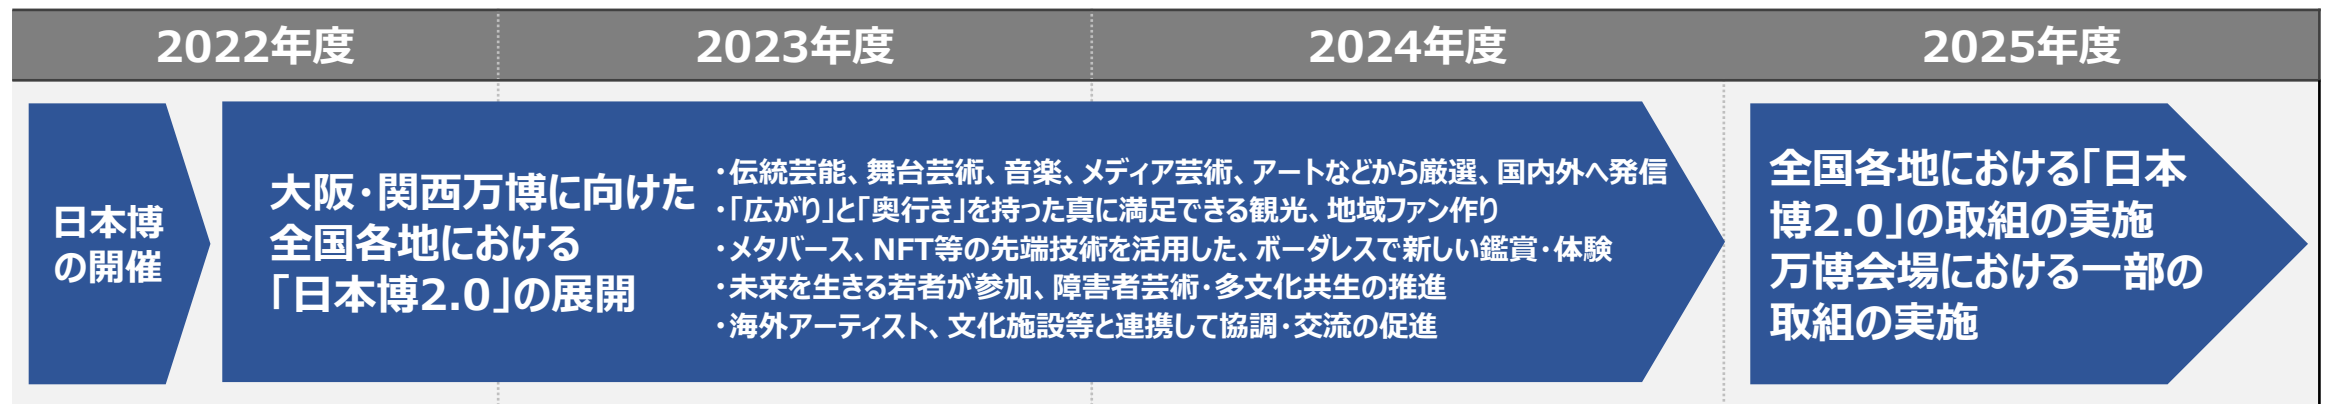 2022年度
2023年度
2024年度
2025年度
日本博
の開催
大阪・関西万博に向けた
全国各地における
「日本博2.0」の展開
・伝統芸能、舞台芸術、音楽、メディア芸術、アートなどから厳選、国内外へ発信
・「広がり」と「奥行き」を持った真に満足できる観光、地域ファン作り
・メタバース、NFT等の先端技術を活用した、ボーダレスで新しい鑑賞・体験
・未来を生きる若者が参加、障害者芸術・多文化共生の推進
・海外アーティスト、文化施設等と連携して協調・交流の促進
全国各地における「日本
博2.0」の取組の実施
万博会場における一部の
取組の実施